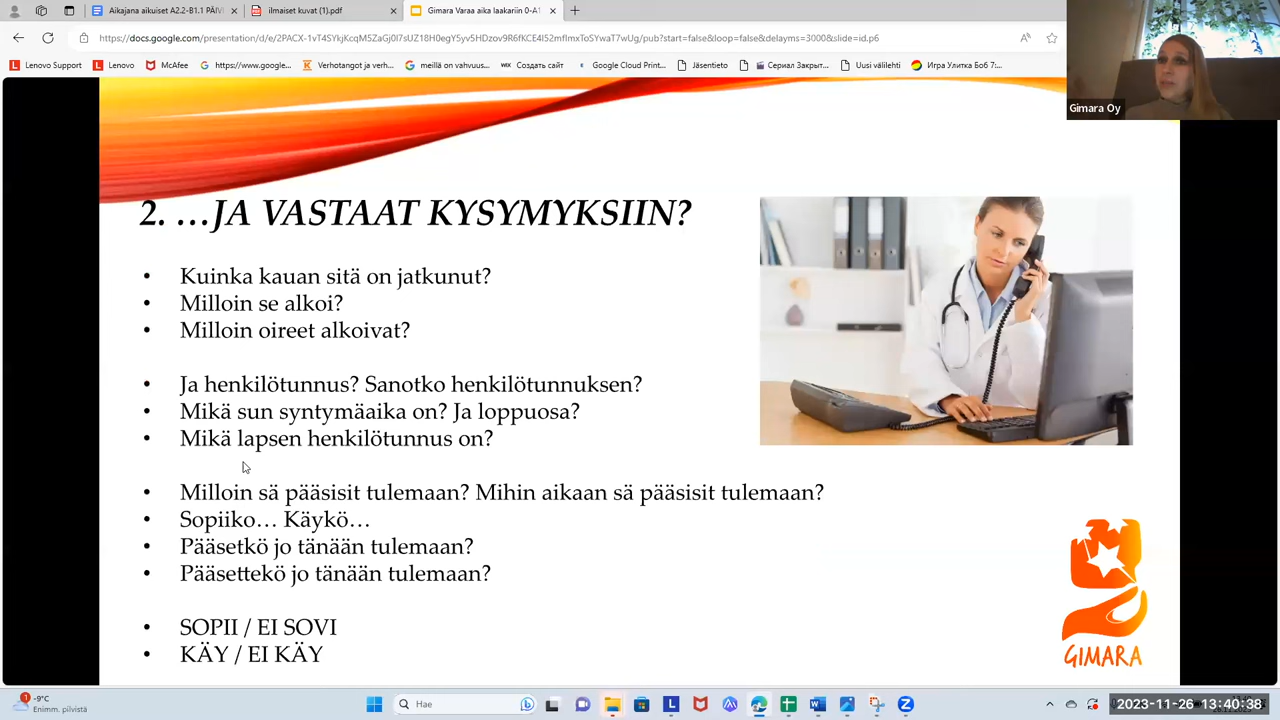 Aikajana aikuiset A2.2-B1.1 PÄIV
ilmaiset kuvat (1).pdf
Gimara Varaa aika laakariin 0-A1
https://docs.google.com/presentation/d/e/2PACX-1vT4SYkjKcqM5ZaGj0I7sUZ18H0egY5yv5HDzov9R6fKCE4I52mfImxToSYwaT7wUg/pub?start=false&loop=false&delayms=3000&slide=id.p6
Lenovo Support
Lenovo
McAfee
https://www.google...
Verhotangot ja verh...
meillä on vahvuus...
WIX Создать сайт
Google Cloud Print...
Jäsentieto
Сериал Закрыт...
Uusi välilehti
Игра Улитка Боб 7:...
Gimara Oy
2. …JA VASTAAT KYSYMYKSIIN?
• Kuinka kauan sitä on jatkunut?
• Milloin se alkoi?
• Milloin oireet alkoivat?
• Ja henkilötunnus? Sanotko henkilötunnuksen?
• Mikä sun syntymäaika on? Ja loppuosa?
• Mikä lapsen henkilötunnus on?
• Milloin sä pääsisit tulemaan? Mihin aikaan sä pääsisit tulemaan?
• Sopiiko… Käykö…
• Pääsetkö jo tänään tulemaan?
• Pääsettekö jo tänään tulemaan?
• SOPII / EI SOVI
• KÄY / EI KÄY
GIMARA
1
-9°C
Enimm. pilvistä
Hae
2023-11-26 13:40:38